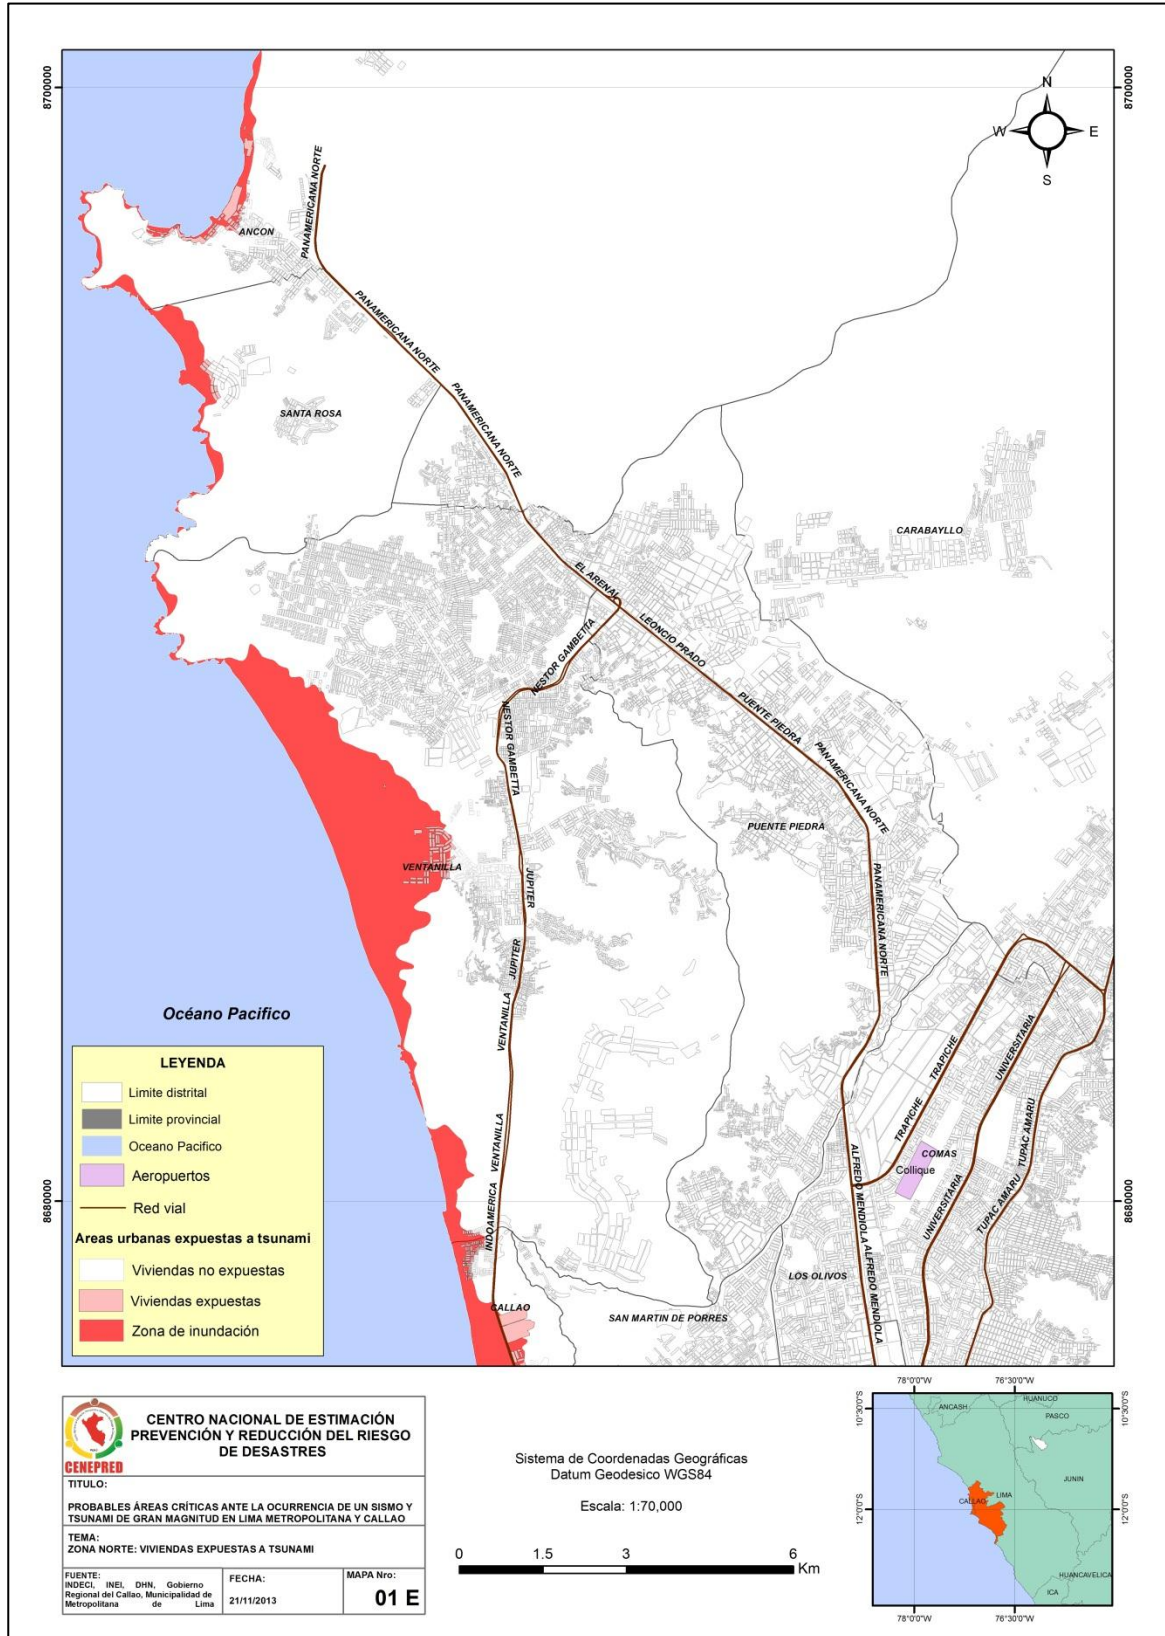 8700000
8700000
N
W
E
S
PANAMERICANA NORTE
ANCON
PANAMERICANA NORTE
PANAMERICANA NORTE
SANTA ROSA
CARABAYLLO
EL ARENAL
LEONCIO PRADO
NESTOR GAMBETTA
NESTOR GAMBETTA
PUENTE PIEDRA
PANAMERICANA NORTE
PUENTE PIEDRA
VENTANILLA
JUPITER
PANAMERICANA NORTE
JUPITER
VENTANILLA
Océano Pacifico
TRAPICHE
UNIVERSITARIA
TRAPICHE
TUPAC AMARU
VENTANILLA
ALFREDO MENDIOLA
COMAS
Collique
UNIVERSITARIA
TUPAC AMARU
INDOAMERICA
8680000
8680000
ALFREDO MENDIOLA
LOS OLIVOS
CALLAO
SAN MARTIN DE PORRES
LEYENDA
Limite distrital
Limite provincial
Oceano Pacifico
Aeropuertos
Red vial
Areas urbanas expuestas a tsunami
Viviendas no expuestas
Viviendas expuestas
Zona de inundación
CENEPRED
CENTRO NACIONAL DE ESTIMACIÓN
PREVENCIÓN Y REDUCCIÓN DEL RIESGO
DE DESASTRES
TITULO:
PROBABLES ÁREAS CRÍTICAS ANTE LA OCURRENCIA DE UN SISMO Y
TSUNAMI DE GRAN MAGNITUD EN LIMA METROPOLITANA Y CALLAO
TEMA:
ZONA NORTE: VIVIENDAS EXPUESTAS A TSUNAMI
FUENTE:
INDECI, INEI, DHN, Gobierno
Regional del Callao, Municipalidad de
Metropolitana de Lima
FECHA:
21/11/2013
MAPA Nro:
01 E
Sistema de Coordenadas Geográficas
Datum Geodesico WGS84
Escala: 1:70,000
0 1.5 3 6
Km
78°0'0"W 76°30'0"W
10°30'0"S
10°30'0"S
ANCASH
HUANUCO
PASCO
JUNIN
LIMA
CALLAO
12°0'0"S
12°0'0"S
HUANCAVELICA
ICA
78°0'0"W 76°30'0"W